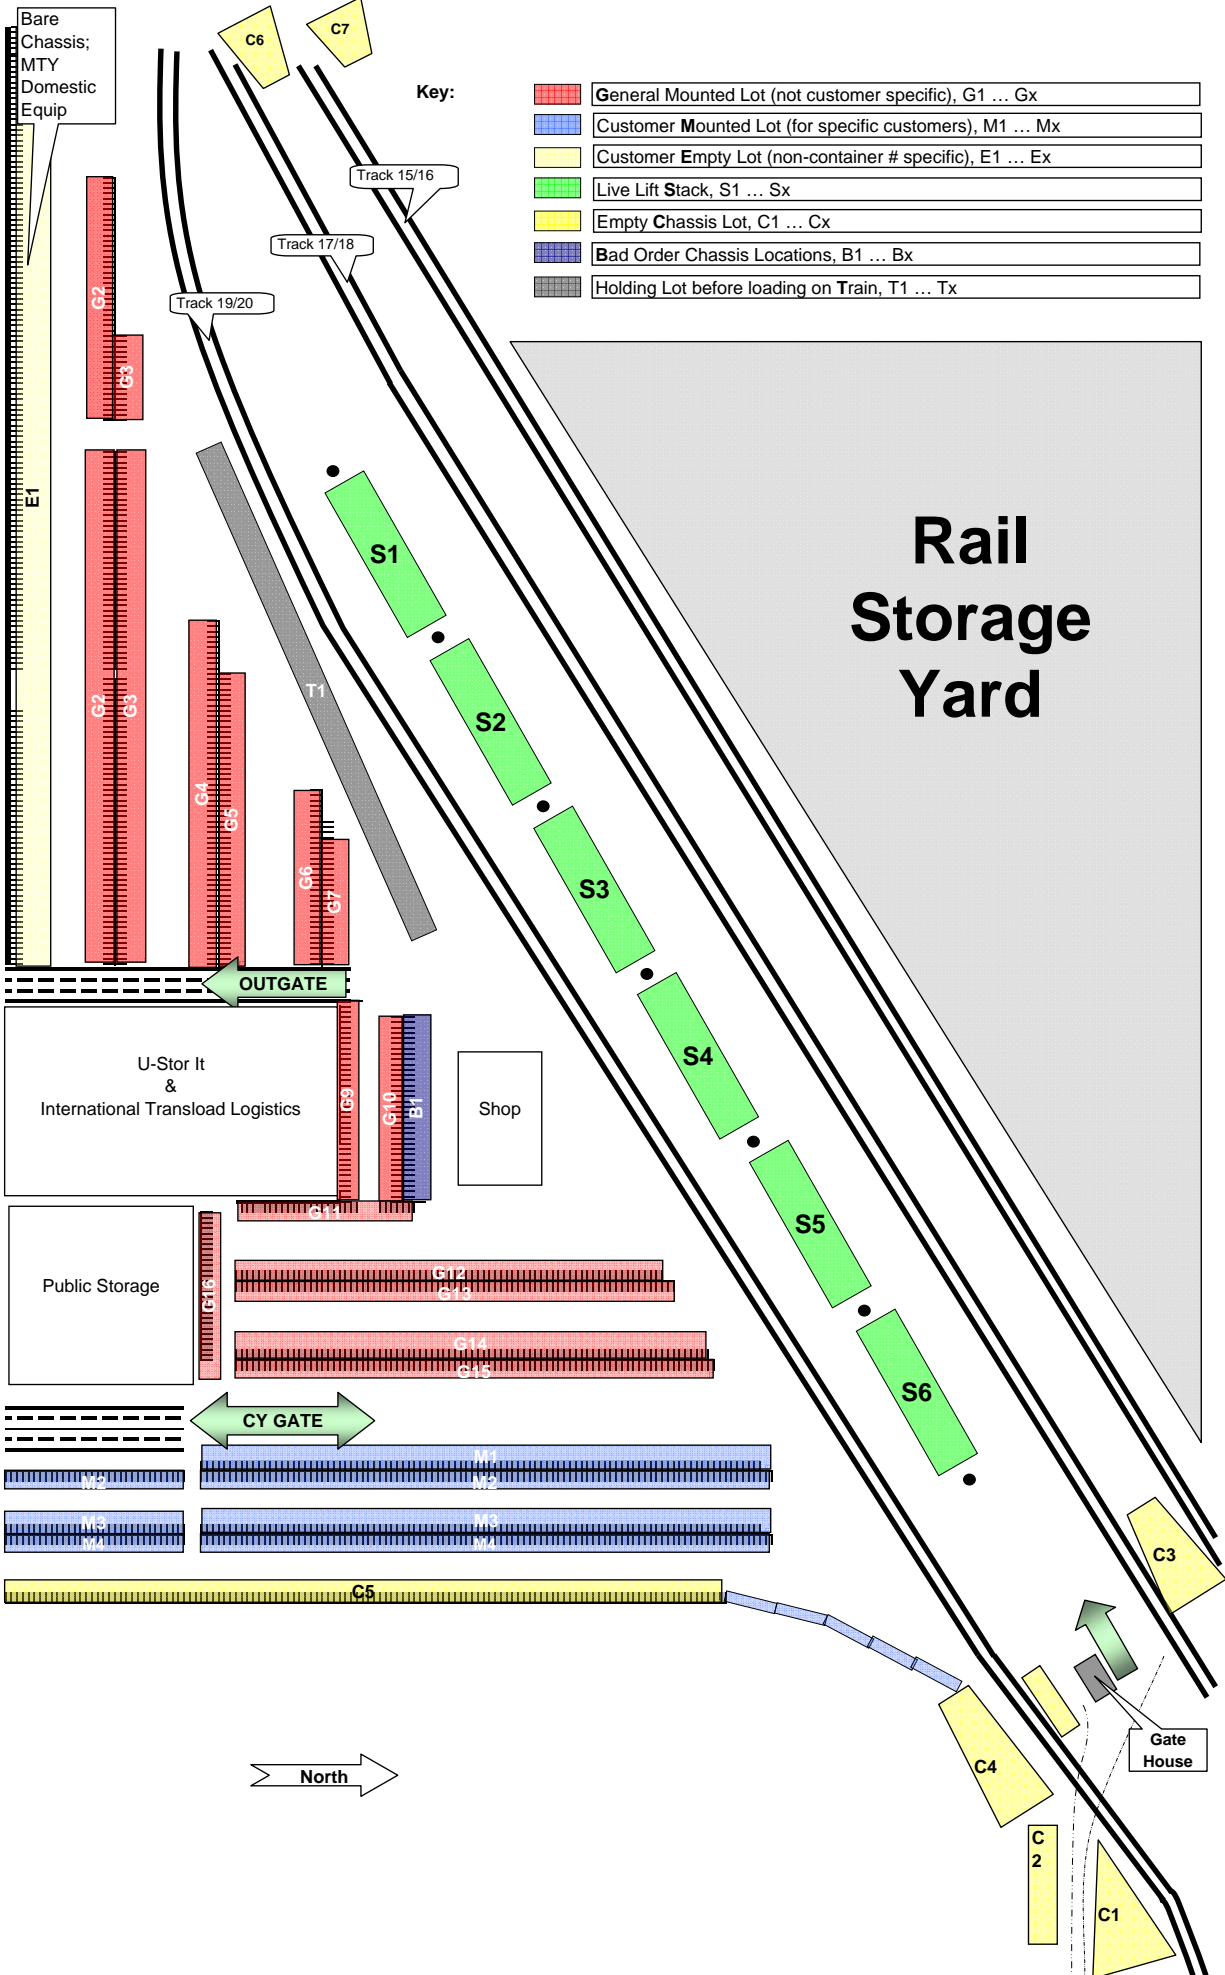 Bare
Chassis;
MTY
Domestic
Equip
C6
C7
Key:
General Mounted Lot (not customer specific), G1 … Gx
Customer Mounted Lot (for specific customers), M1 … Mx
Customer Empty Lot (non-container # specific), E1 … Ex
Live Lift Stack, S1 … Sx
Empty Chassis Lot, C1 … Cx
Bad Order Chassis Locations, B1 … Bx
Holding Lot before loading on Train, T1 … Tx
Track 15/16
Track 17/18
Track 19/20
G2
G3
E1
Rail
Storage
Yard
S1
S2
S3
S4
S5
S6
T1
G2
G3
G4
G5
G6
G7
OUTGATE
U-Stor It
&
International Transload Logistics
G9
G10
B1
Shop
G11
Public Storage
G16
G12
G13
G14
G15
CY GATE
M1
M2
M2
M3
M3
M4
M4
C5
C3
Gate
House
C4
North
C
2
C1